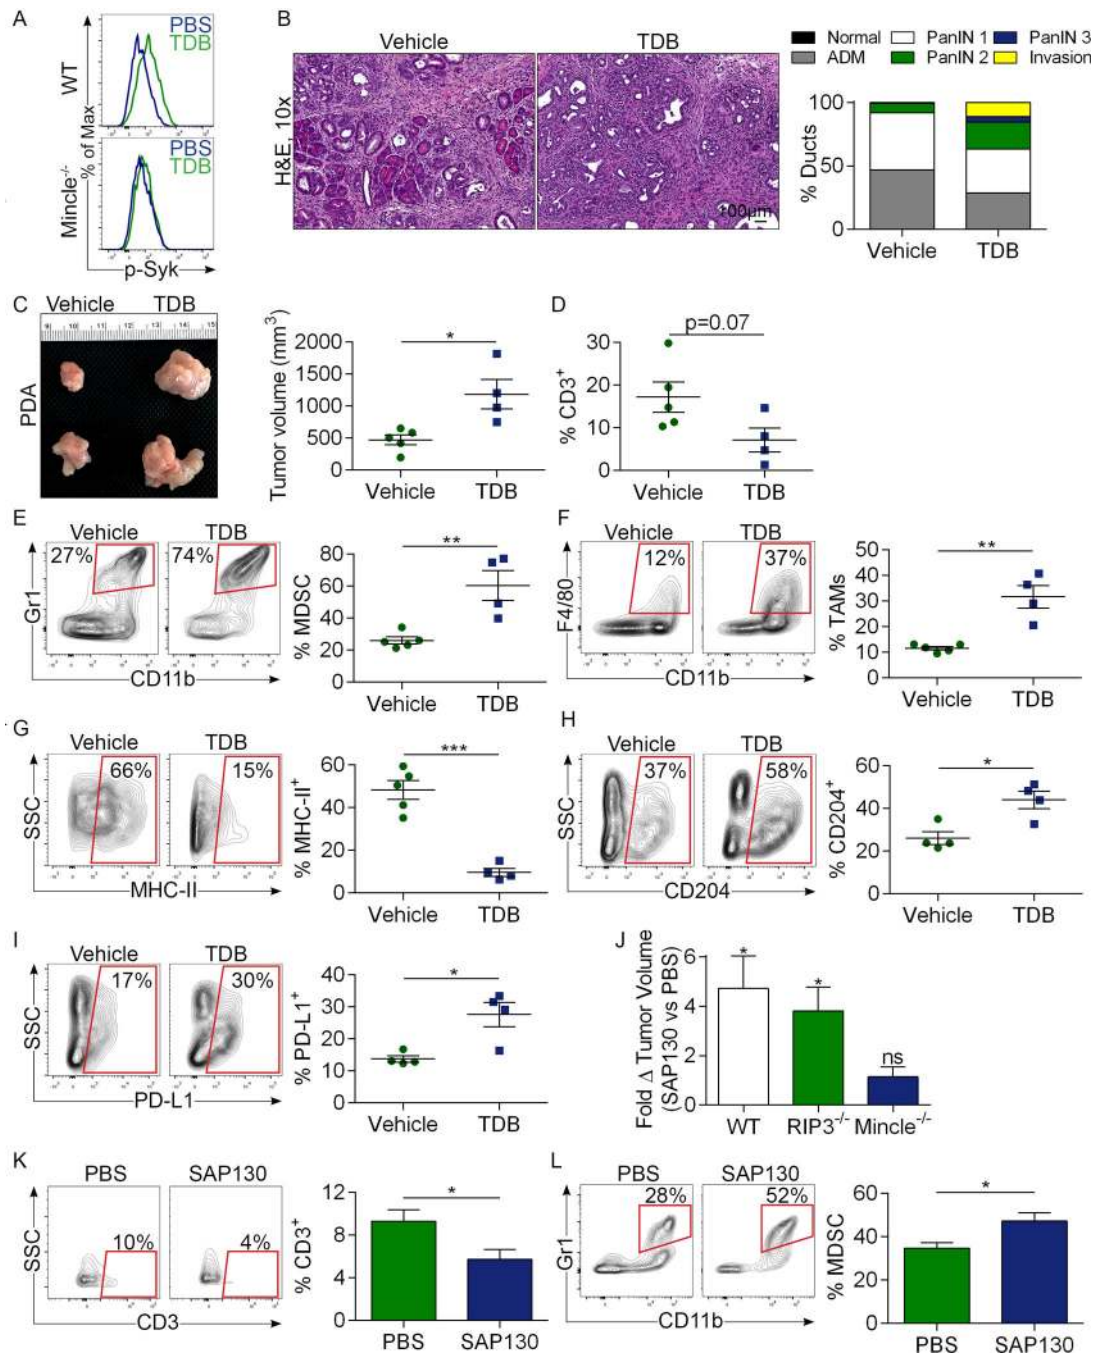 A
PBS
TDB
WT
PBS
TDB
Mincle⁻/⁻
% of Max
p-Syk
B
Vehicle
TDB
H&E, 10x
100µm
Normal
PanIN 1
PanIN 3
ADM
PanIN 2
Invasion
100
50
0
% Ducts
Vehicle
TDB
C
Vehicle
TDB
9 10 11 12 13 14 15
PDA
Tumor volume (mm³)
2000
1500
1000
500
0
*
Vehicle
TDB
D
p=0.07
% CD3⁺
30
20
10
0
Vehicle
TDB
E
Vehicle
TDB
27%
74%
Gr1
CD11b
% MDSC
80
60
40
20
0
**
Vehicle
TDB
F
Vehicle
TDB
12%
37%
F4/80
CD11b
% TAMs
50
40
30
20
10
0
**
Vehicle
TDB
G
Vehicle
TDB
66%
15%
SSC
MHC-II
% MHC-II⁺
60
40
20
0
***
Vehicle
TDB
H
Vehicle
TDB
37%
58%
SSC
CD204
% CD204⁺
60
40
20
0
*
Vehicle
TDB
I
Vehicle
TDB
17%
30%
SSC
PD-L1
% PD-L1⁺
40
30
20
10
0
*
Vehicle
TDB
J
Fold Δ Tumor Volume
(SAP130 vs PBS)
6
4
2
0
*
*
ns
WT
RIP3⁻/⁻
Mincle⁻/⁻
K
PBS
SAP130
10%
4%
SSC
CD3
% CD3⁺
12
8
4
0
*
PBS
SAP130
L
PBS
SAP130
28%
52%
Gr1
CD11b
% MDSC
60
40
20
0
*
PBS
SAP130